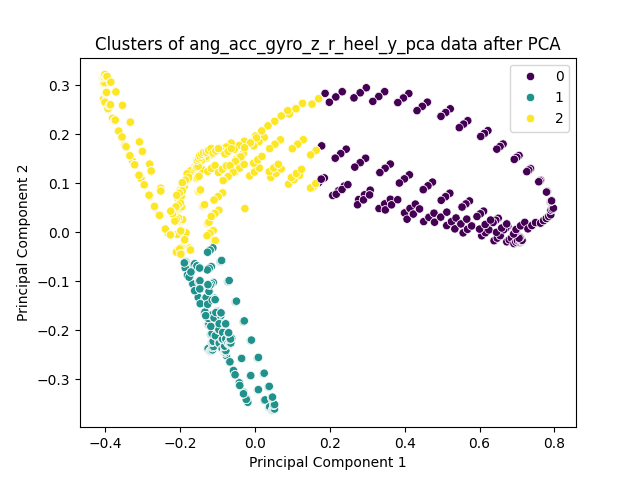 Clusters of ang_acc_gyro_z_r_heel_y_pca data after PCA
0
1
2
0.3
0.2
0.1
0.0
−0.1
−0.2
−0.3
Principal Component 2
−0.4 −0.2 0.0 0.2 0.4 0.6 0.8
Principal Component 1